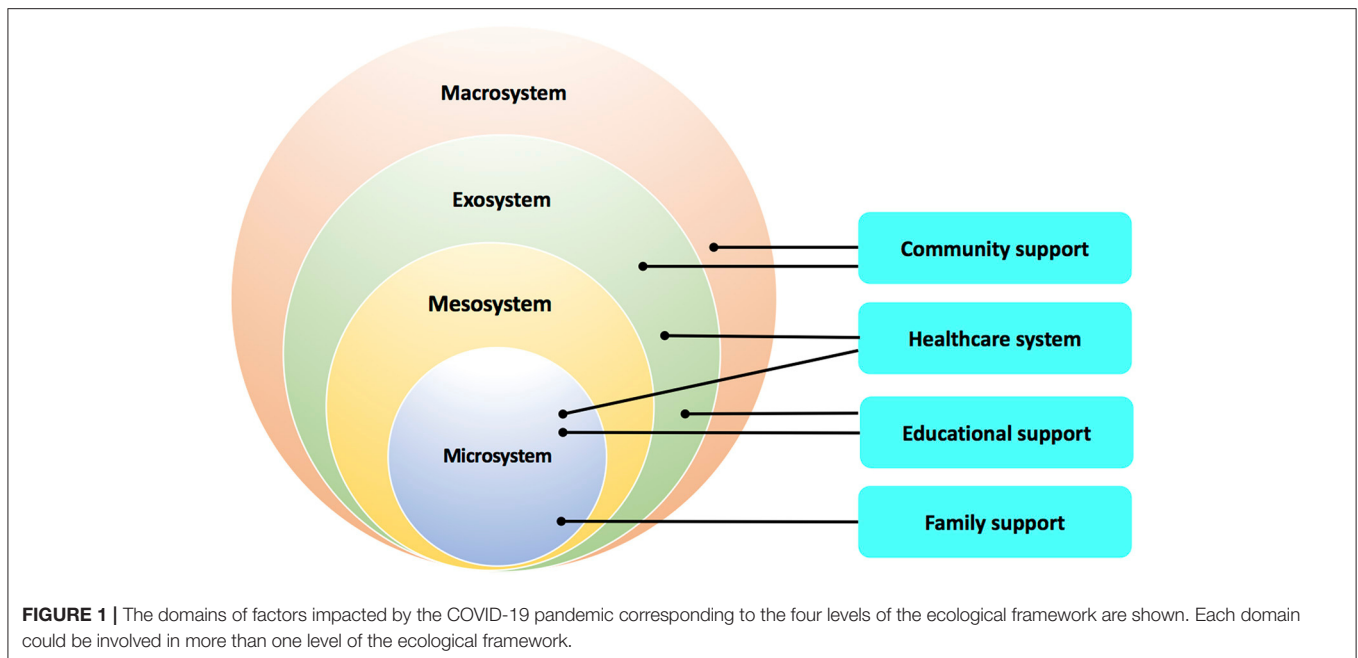 Macrosystem
Exosystem
Community support
Mesosystem
Healthcare system
Educational support
Microsystem
Family support
FIGURE 1 | The domains of factors impacted by the COVID-19 pandemic corresponding to the four levels of the ecological framework are shown. Each domain
could be involved in more than one level of the ecological framework.